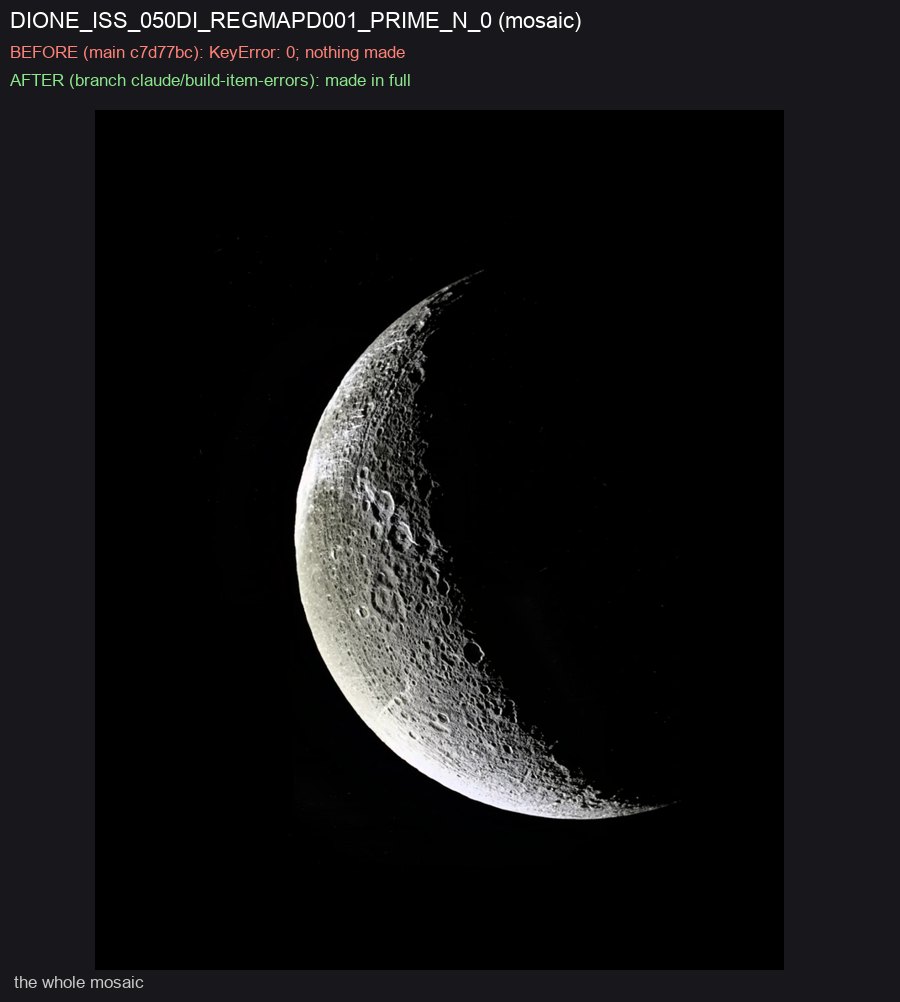 DIONE_ISS_050DI_REGMAPD001_PRIME_N_0 (mosaic)
BEFORE (main c7d77bc): KeyError: 0; nothing made
AFTER (branch claude/build-item-errors): made in full
the whole mosaic